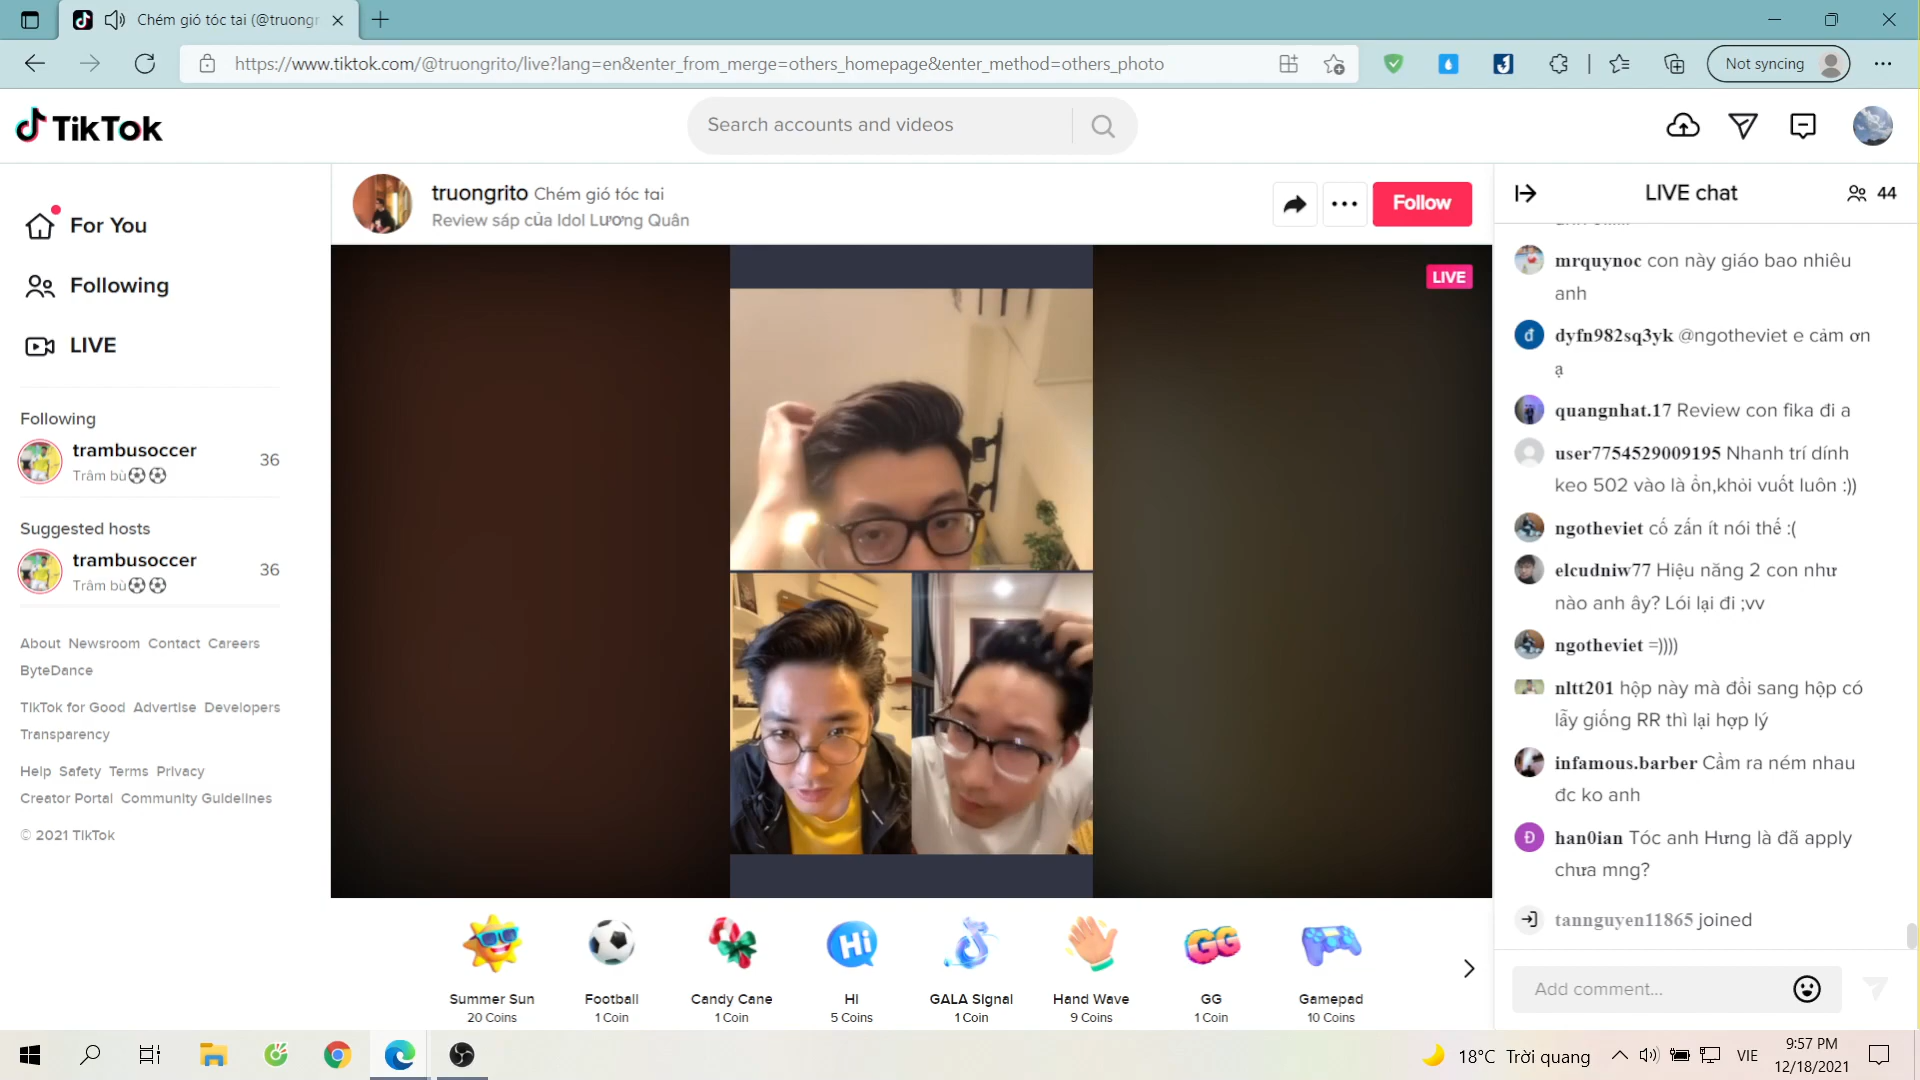 Chém gió tóc tai (@truongr
https://www.tiktok.com/@truongrito/live?lang=en&enter_from_merge=others_homepage&enter_method=others_photo
Not syncing
TikTok
Search accounts and videos
For You
Following
LIVE
Following
trambusoccer
Trâm bù⚽⚽
36
Suggested hosts
trambusoccer
Trâm bù⚽⚽
36
About Newsroom Contact Careers
ByteDance
TikTok for Good Advertise Developers
Transparency
Help Safety Terms Privacy
Creator Portal Community Guidelines
© 2021 TikTok
truongrito Chém gió tóc tai
Review sáp của Idol Lương Quân
Follow
LIVE
Summer Sun
20 Coins
Football
1 Coin
Candy Cane
1 Coin
Hi
HI
5 Coins
GALA Signal
1 Coin
Hand Wave
9 Coins
GG
GG
1 Coin
Gamepad
10 Coins
LIVE chat
44
mrquynoc con này giáo bao nhiêu
anh
đ
dyfn982sq3yk @ngotheviet e cảm ơn
ạ
quangnhat.17 Review con fika đi a
user7754529009195 Nhanh trí dính
keo 502 vào là ổn,khỏi vuốt luôn :))
ngotheviet cố zấn ít nói thế :(
elcudniw77 Hiệu năng 2 con như
nào anh ây? Lói lại đi ;vv
ngotheviet =))))
nltt201 hộp này mà đổi sang hộp có
lẫy giống RR thì lại hợp lý
infamous.barber Cầm ra ném nhau
đc ko anh
Đ
han0ian Tóc anh Hưng là đã apply
chưa mng?
tannguyen11865 joined
Add comment...
18°C Trời quang
VIE
9:57 PM
12/18/2021